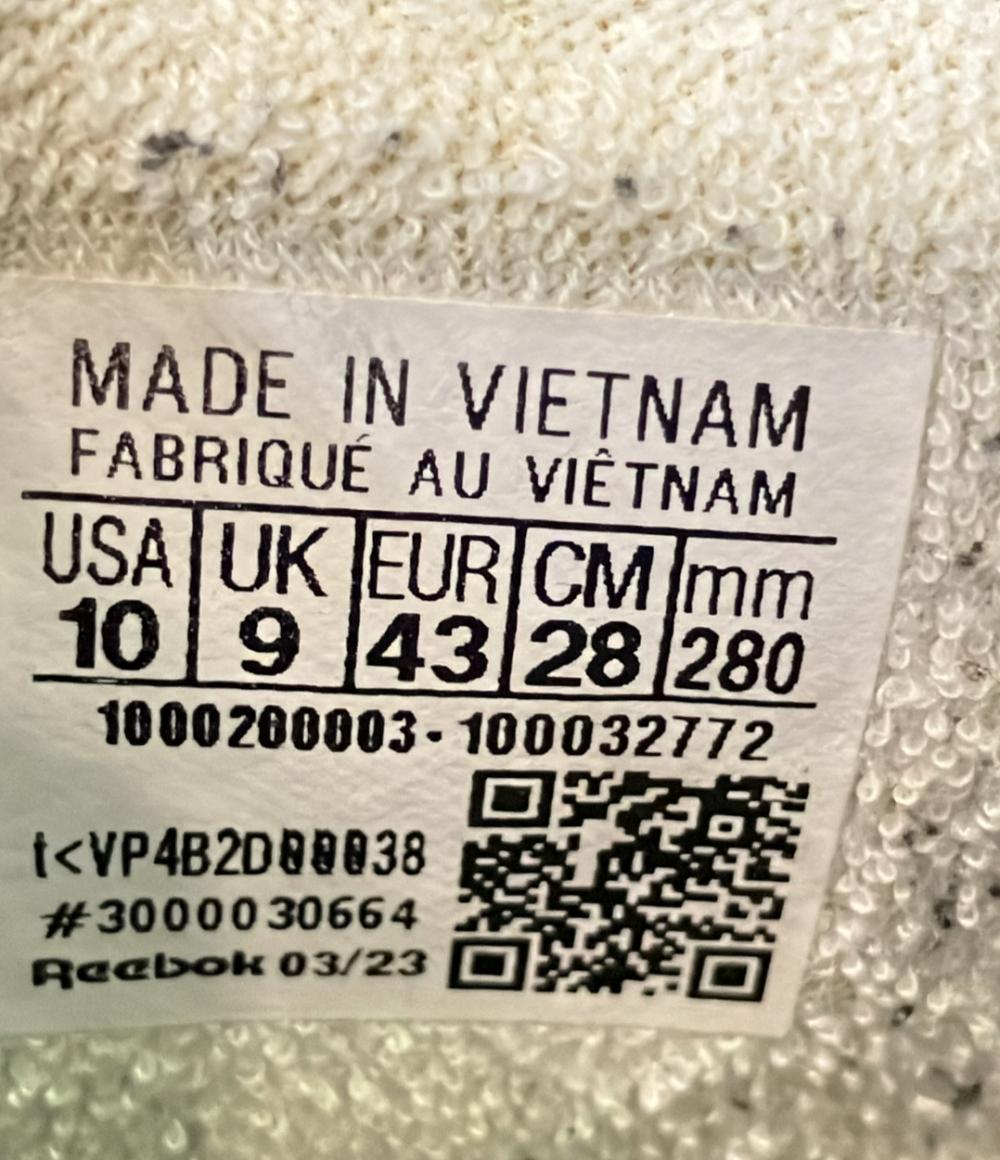 MADE IN VIETNAM
FABRIQUÉ AU VIÊTNAM
USA UK EUR CM mm
10 9 43 28 280
1000200003-100032772
t<VP4B2D00038
#3000030664
Reebok 03/23